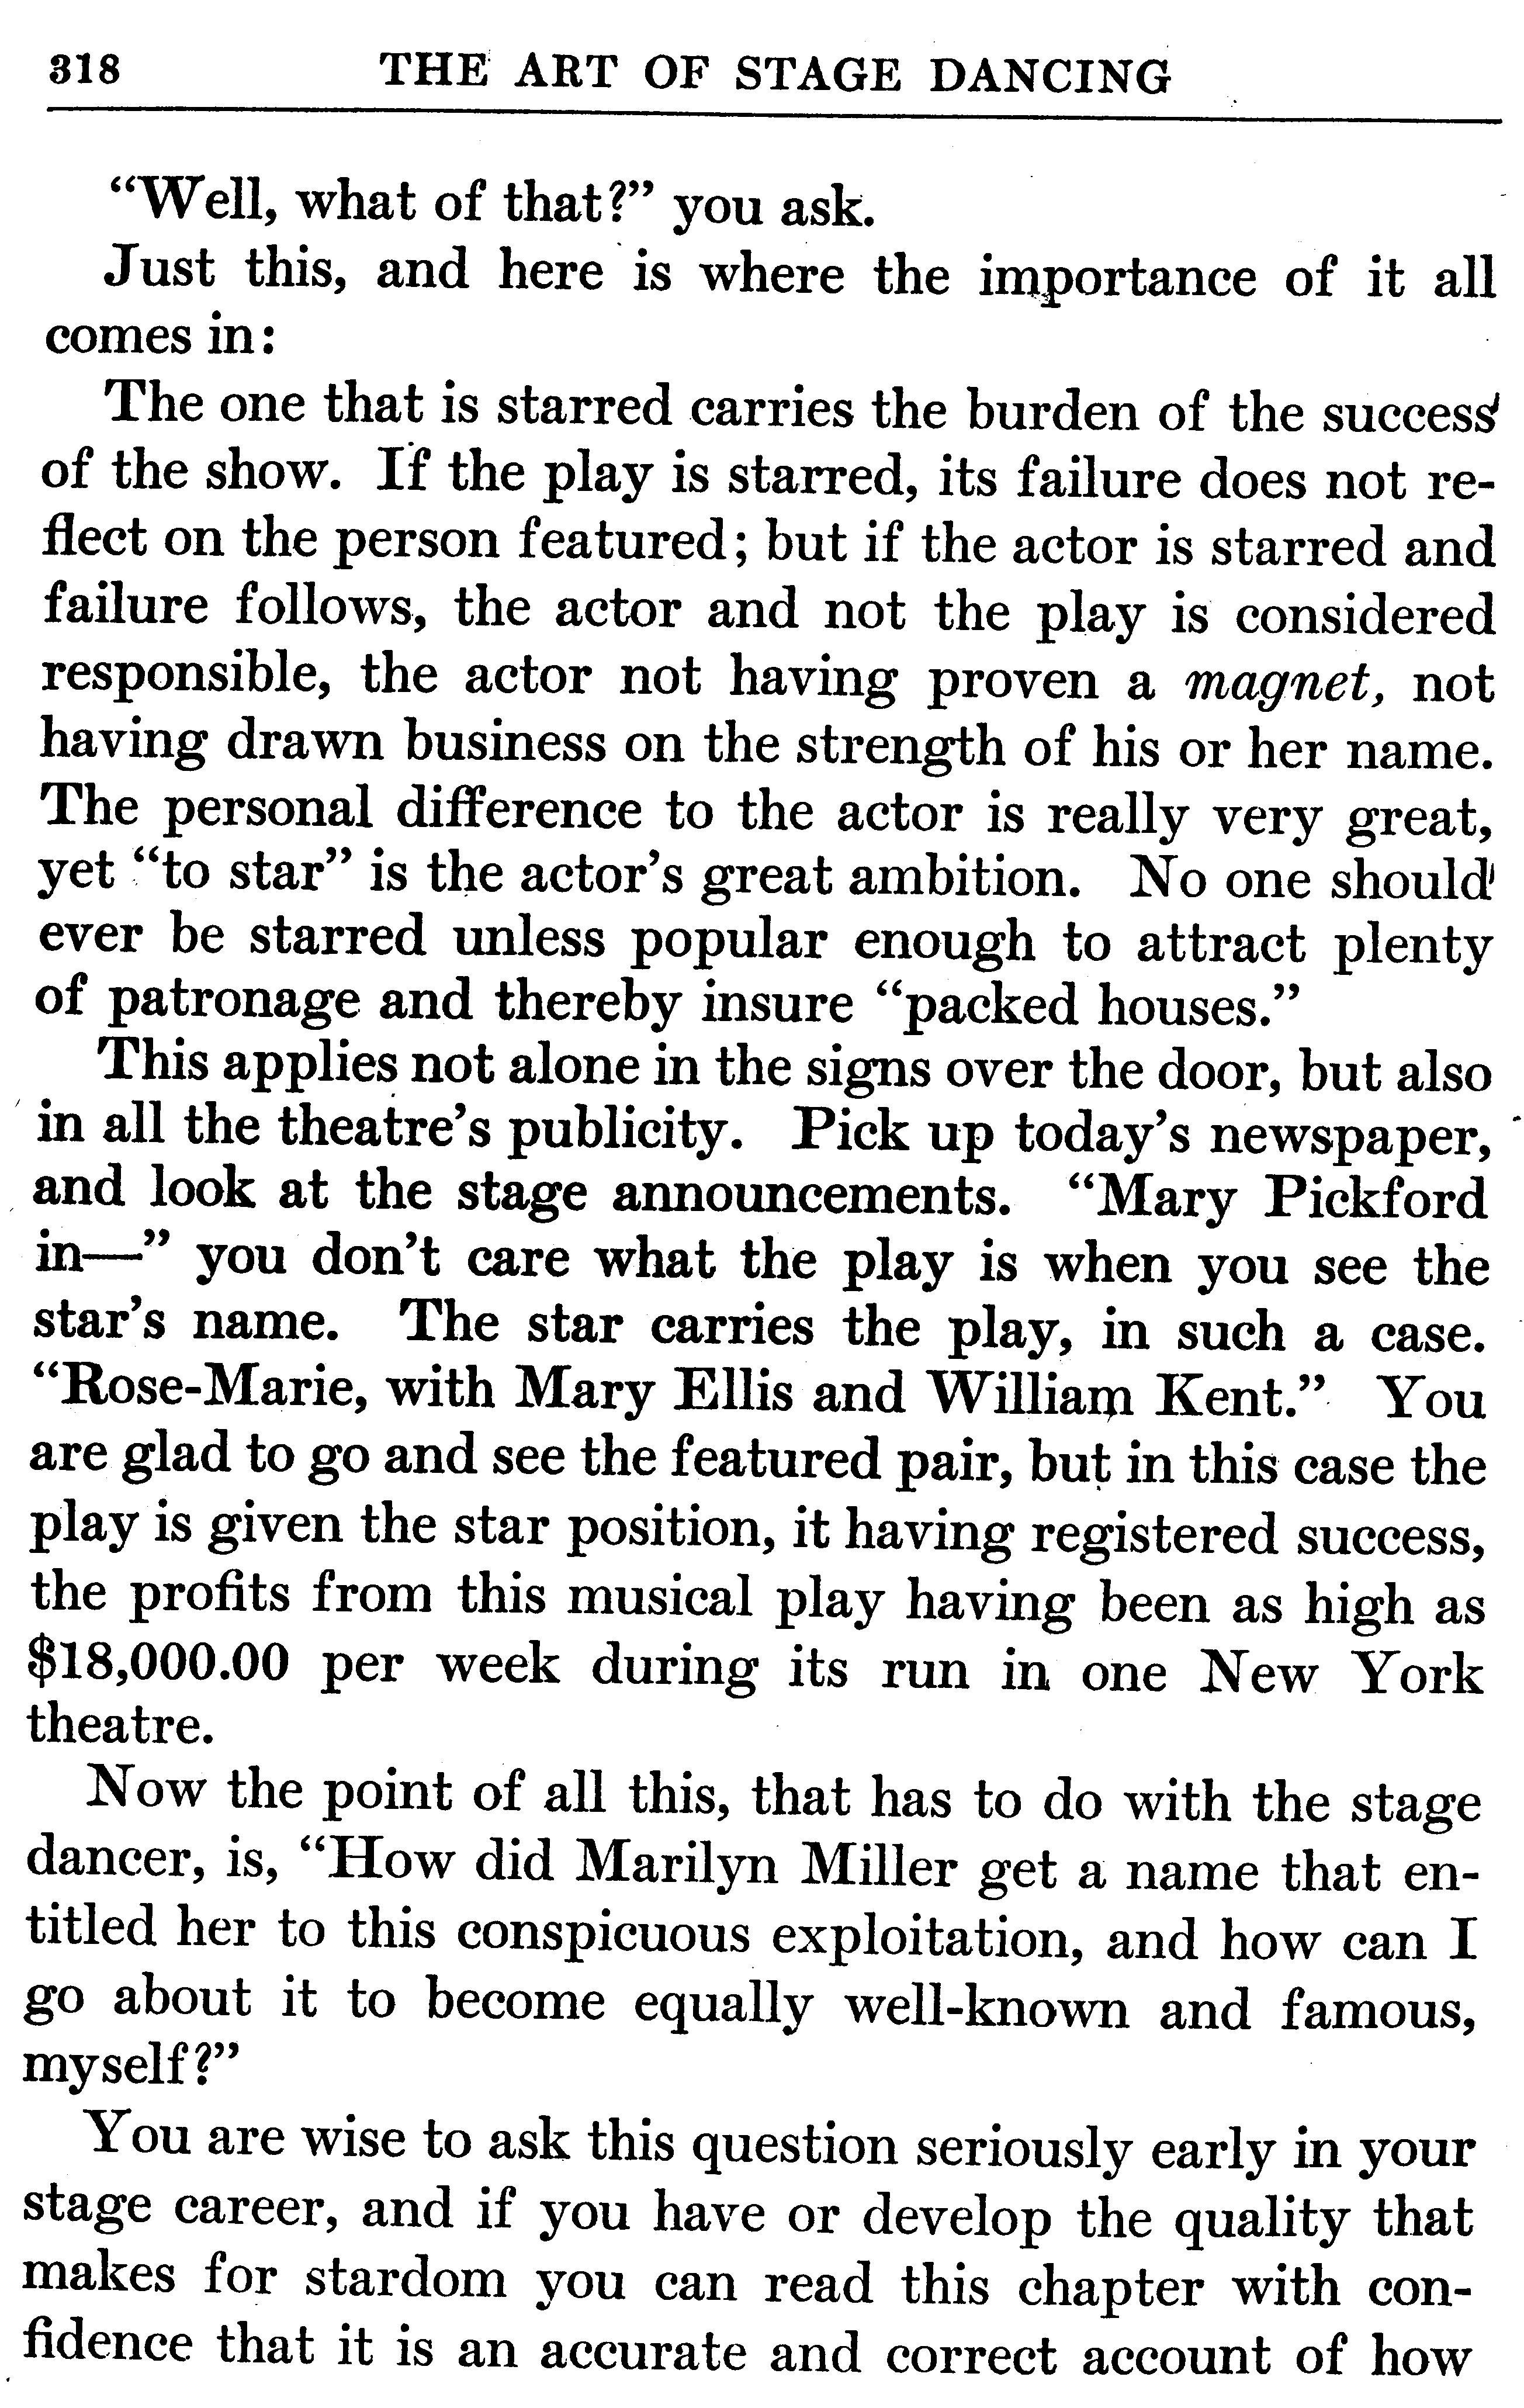 318 THE ART OF STAGE DANCING
“Well, what of that?” you ask.
Just this, and here is where the importance of it all
comes in:
The one that is starred carries the burden of the success
of the show. If the play is starred, its failure does not re-
flect on the person featured; but if the actor is starred and
failure follows, the actor and not the play is considered
responsible, the actor not having proven a magnet, not
having drawn business on the strength of his or her name.
The personal difference to the actor is really very great,
yet “to star” is the actor’s great ambition. No one should
ever be starred unless popular enough to attract plenty
of patronage and thereby insure “packed houses.”
This applies not alone in the signs over the door, but also
in all the theatre’s publicity. Pick up today’s newspaper,
and look at the stage announcements. “Mary Pickford
in—” you don’t care what the play is when you see the
star’s name. The star carries the play, in such a case.
“Rose-Marie, with Mary Ellis and William Kent.” You
are glad to go and see the featured pair, but in this case the
play is given the star position, it having registered success,
the profits from this musical play having been as high as
$18,000.00 per week during its run in one New York
theatre.
Now the point of all this, that has to do with the stage
dancer, is, “How did Marilyn Miller get a name that en-
titled her to this conspicuous exploitation, and how can I
go about it to become equally well-known and famous,
myself?”
You are wise to ask this question seriously early in your
stage career, and if you have or develop the quality that
makes for stardom you can read this chapter with con-
fidence that it is an accurate and correct account of how